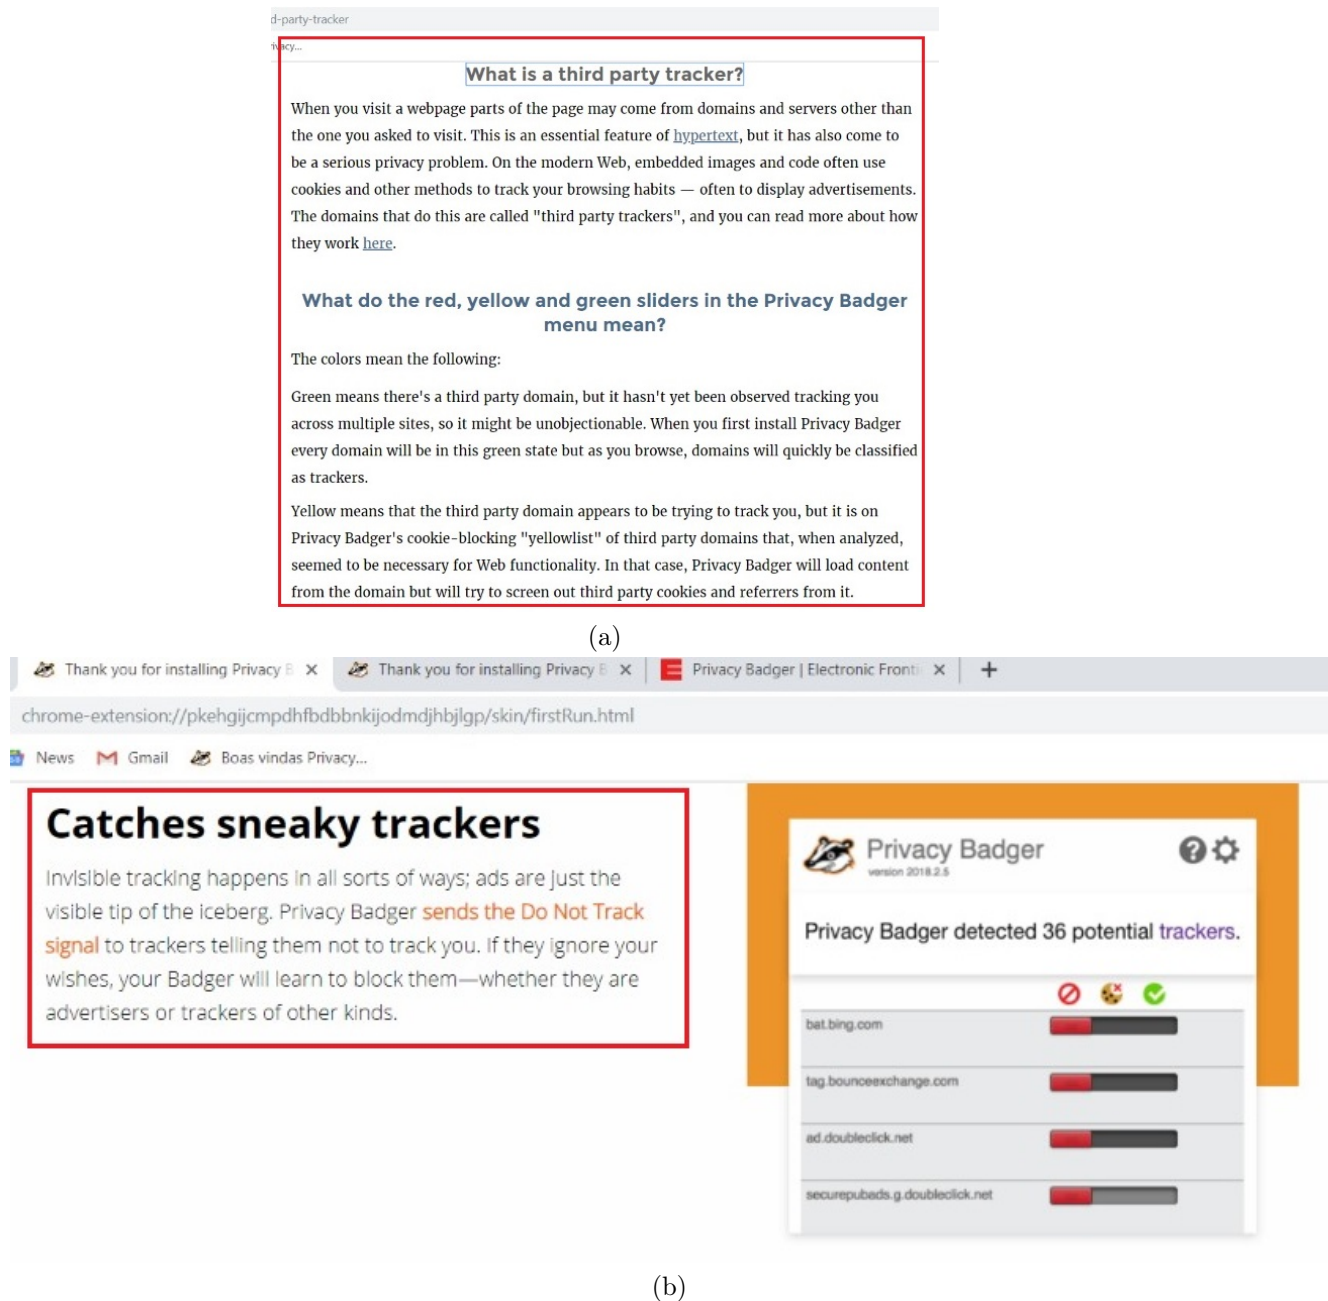 d-party-tracker
ivacy...
What is a third party tracker?
When you visit a webpage parts of the page may come from domains and servers other than
the one you asked to visit. This is an essential feature of hypertext, but it has also come to
be a serious privacy problem. On the modern Web, embedded images and code often use
cookies and other methods to track your browsing habits — often to display advertisements.
The domains that do this are called "third party trackers", and you can read more about how
they work here.
What do the red, yellow and green sliders in the Privacy Badger
menu mean?
The colors mean the following:
Green means there's a third party domain, but it hasn't yet been observed tracking you
across multiple sites, so it might be unobjectionable. When you first install Privacy Badger
every domain will be in this green state but as you browse, domains will quickly be classified
as trackers.
Yellow means that the third party domain appears to be trying to track you, but it is on
Privacy Badger's cookie-blocking "yellowlist" of third party domains that, when analyzed,
seemed to be necessary for Web functionality. In that case, Privacy Badger will load content
from the domain but will try to screen out third party cookies and referrers from it.
(a)
Thank you for installing Privacy B Thank you for installing Privacy B Privacy Badger | Electronic Fronti
chrome-extension://pkehgijcmpdhfbdbbnkijodmdjhbjlgp/skin/firstRun.html
News Gmail Boas vindas Privacy...
Catches sneaky trackers
Invisible tracking happens in all sorts of ways; ads are just the
visible tip of the iceberg. Privacy Badger sends the Do Not Track
signal to trackers telling them not to track you. If they ignore your
wishes, your Badger will learn to block them—whether they are
advertisers or trackers of other kinds.
Privacy Badger
version 2018.2.5
Privacy Badger detected 36 potential trackers.
bat.bing.com
tag.bounceexchange.com
ad.doubleclick.net
securepubads.g.doubleclick.net
(b)